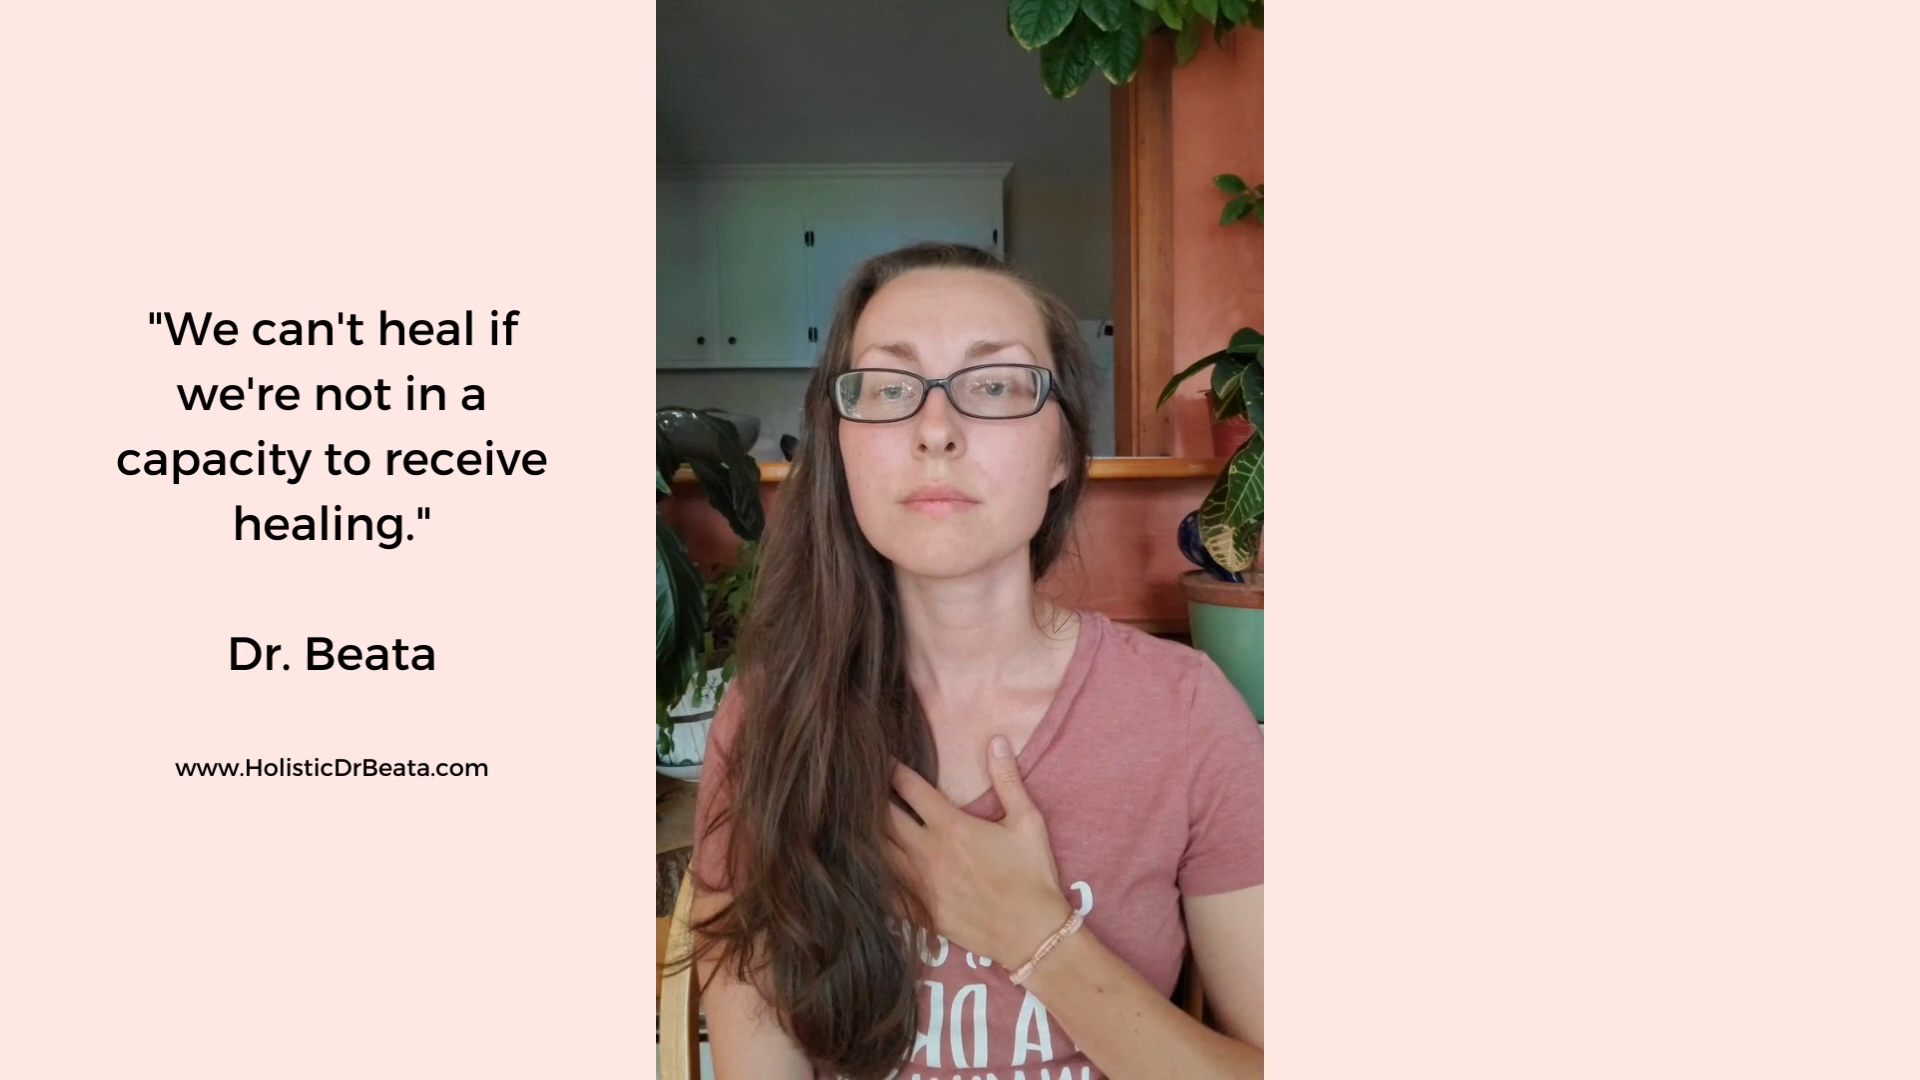 "We can't heal if
we're not in a
capacity to receive
healing."
Dr. Beata
www.HolisticDrBeata.com